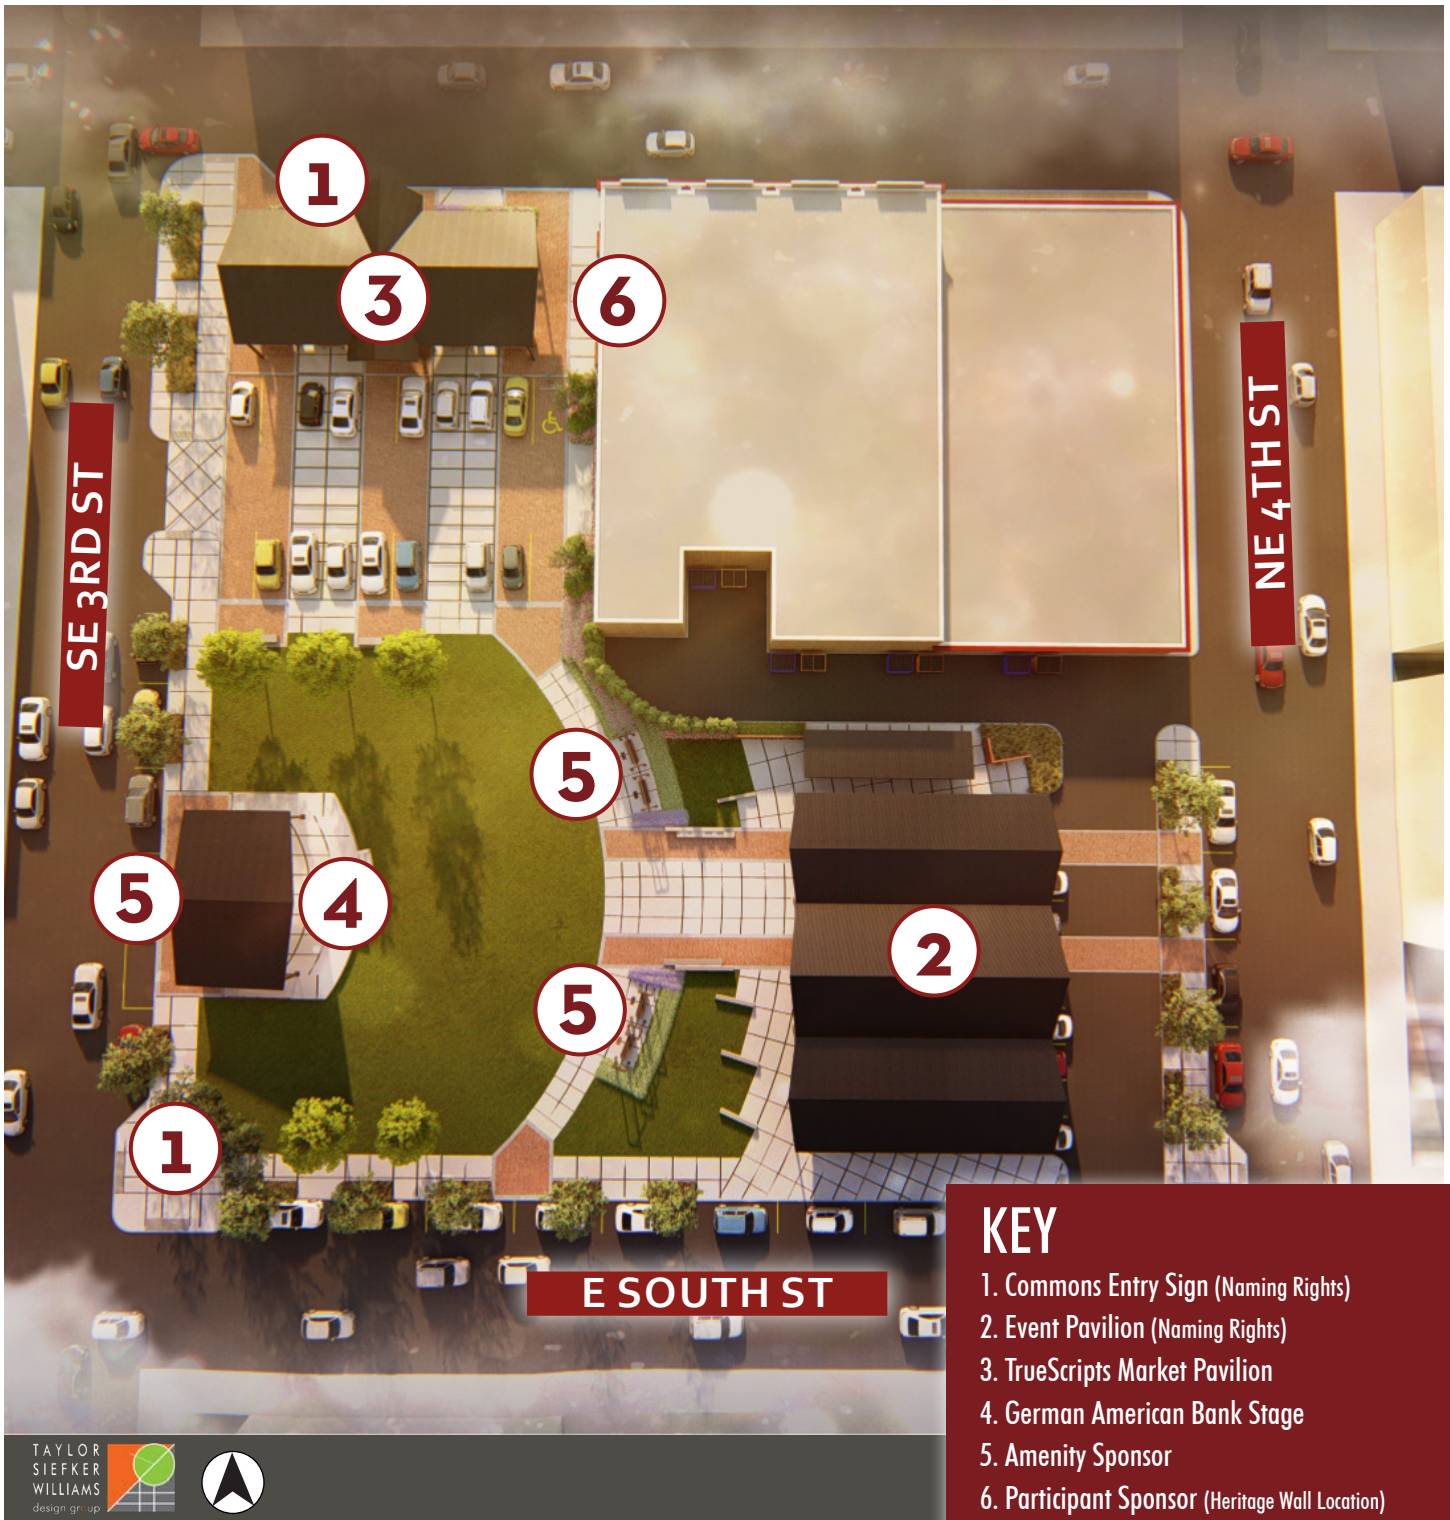 1
3
6
SE 3RD ST
NE 4TH ST
5
5
4
2
5
1
E SOUTH ST
KEY
1. Commons Entry Sign (Naming Rights)
2. Event Pavilion (Naming Rights)
3. TrueScripts Market Pavilion
4. German American Bank Stage
5. Amenity Sponsor
6. Participant Sponsor (Heritage Wall Location)
TAYLOR
SIEFKER
WILLIAMS
design group